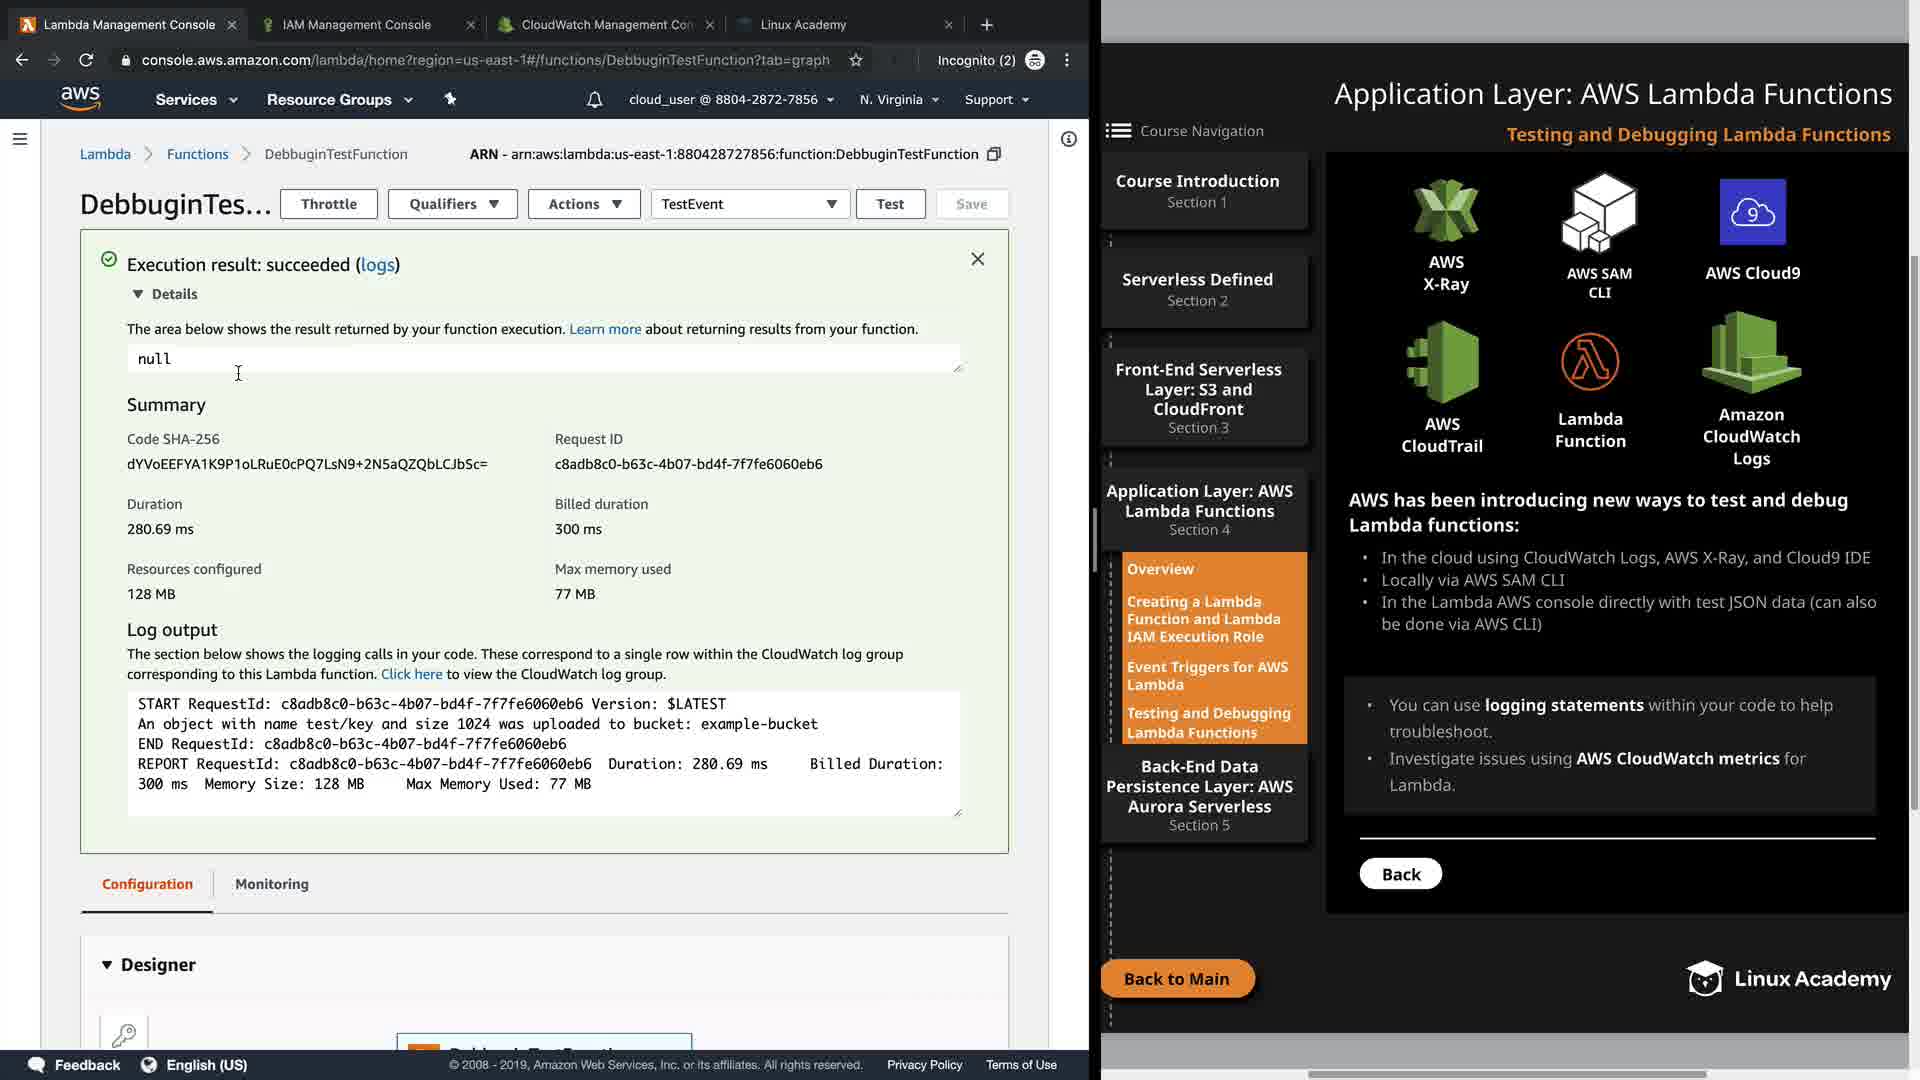 Lambda Management Console
IAM Management Console
CloudWatch Management Con
Linux Academy
console.aws.amazon.com/lambda/home?region=us-east-1#/functions/DebbuginTestFunction?tab=graph
Incognito (2)
aws
Services
Resource Groups
cloud_user @ 8804-2872-7856
N. Virginia
Support
Lambda
Functions
DebbuginTestFunction
ARN - arn:aws:lambda:us-east-1:880428727856:function:DebbuginTestFunction
DebbuginTes...
Throttle
Qualifiers
Actions
TestEvent
Test
Save
Execution result: succeeded (logs)
Details
The area below shows the result returned by your function execution. Learn more about returning results from your function.
null
Summary
Code SHA-256
dYVoEEFYA1K9P1oLRuE0cPQ7LsN9+2N5aQZQbLCJbSc=
Request ID
c8adb8c0-b63c-4b07-bd4f-7f7fe6060eb6
Duration
280.69 ms
Billed duration
300 ms
Resources configured
128 MB
Max memory used
77 MB
Log output
The section below shows the logging calls in your code. These correspond to a single row within the CloudWatch log group
corresponding to this Lambda function. Click here to view the CloudWatch log group.
START RequestId: c8adb8c0-b63c-4b07-bd4f-7f7fe6060eb6 Version: $LATEST
An object with name test/key and size 1024 was uploaded to bucket: example-bucket
END RequestId: c8adb8c0-b63c-4b07-bd4f-7f7fe6060eb6
REPORT RequestId: c8adb8c0-b63c-4b07-bd4f-7f7fe6060eb6 Duration: 280.69 ms Billed Duration:
300 ms Memory Size: 128 MB Max Memory Used: 77 MB
Configuration
Monitoring
Designer
Feedback
English (US)
© 2008 - 2019, Amazon Web Services, Inc. or its affiliates. All rights reserved.
Privacy Policy
Terms of Use
Application Layer: AWS Lambda Functions
Testing and Debugging Lambda Functions
Course Navigation
Course Introduction
Section 1
Serverless Defined
Section 2
Front-End Serverless
Layer: S3 and
CloudFront
Section 3
Application Layer: AWS
Lambda Functions
Section 4
Overview
Creating a Lambda
Function and Lambda
IAM Execution Role
Event Triggers for AWS
Lambda
Testing and Debugging
Lambda Functions
Back-End Data
Persistence Layer: AWS
Aurora Serverless
Section 5
Back to Main
AWS
X-Ray
AWS SAM
CLI
9
AWS Cloud9
AWS
CloudTrail
Lambda
Function
Amazon
CloudWatch
Logs
AWS has been introducing new ways to test and debug
Lambda functions:
• In the cloud using CloudWatch Logs, AWS X-Ray, and Cloud9 IDE
• Locally via AWS SAM CLI
• In the Lambda AWS console directly with test JSON data (can also
be done via AWS CLI)
• You can use logging statements within your code to help
troubleshoot.
• Investigate issues using AWS CloudWatch metrics for
Lambda.
Back
Linux Academy